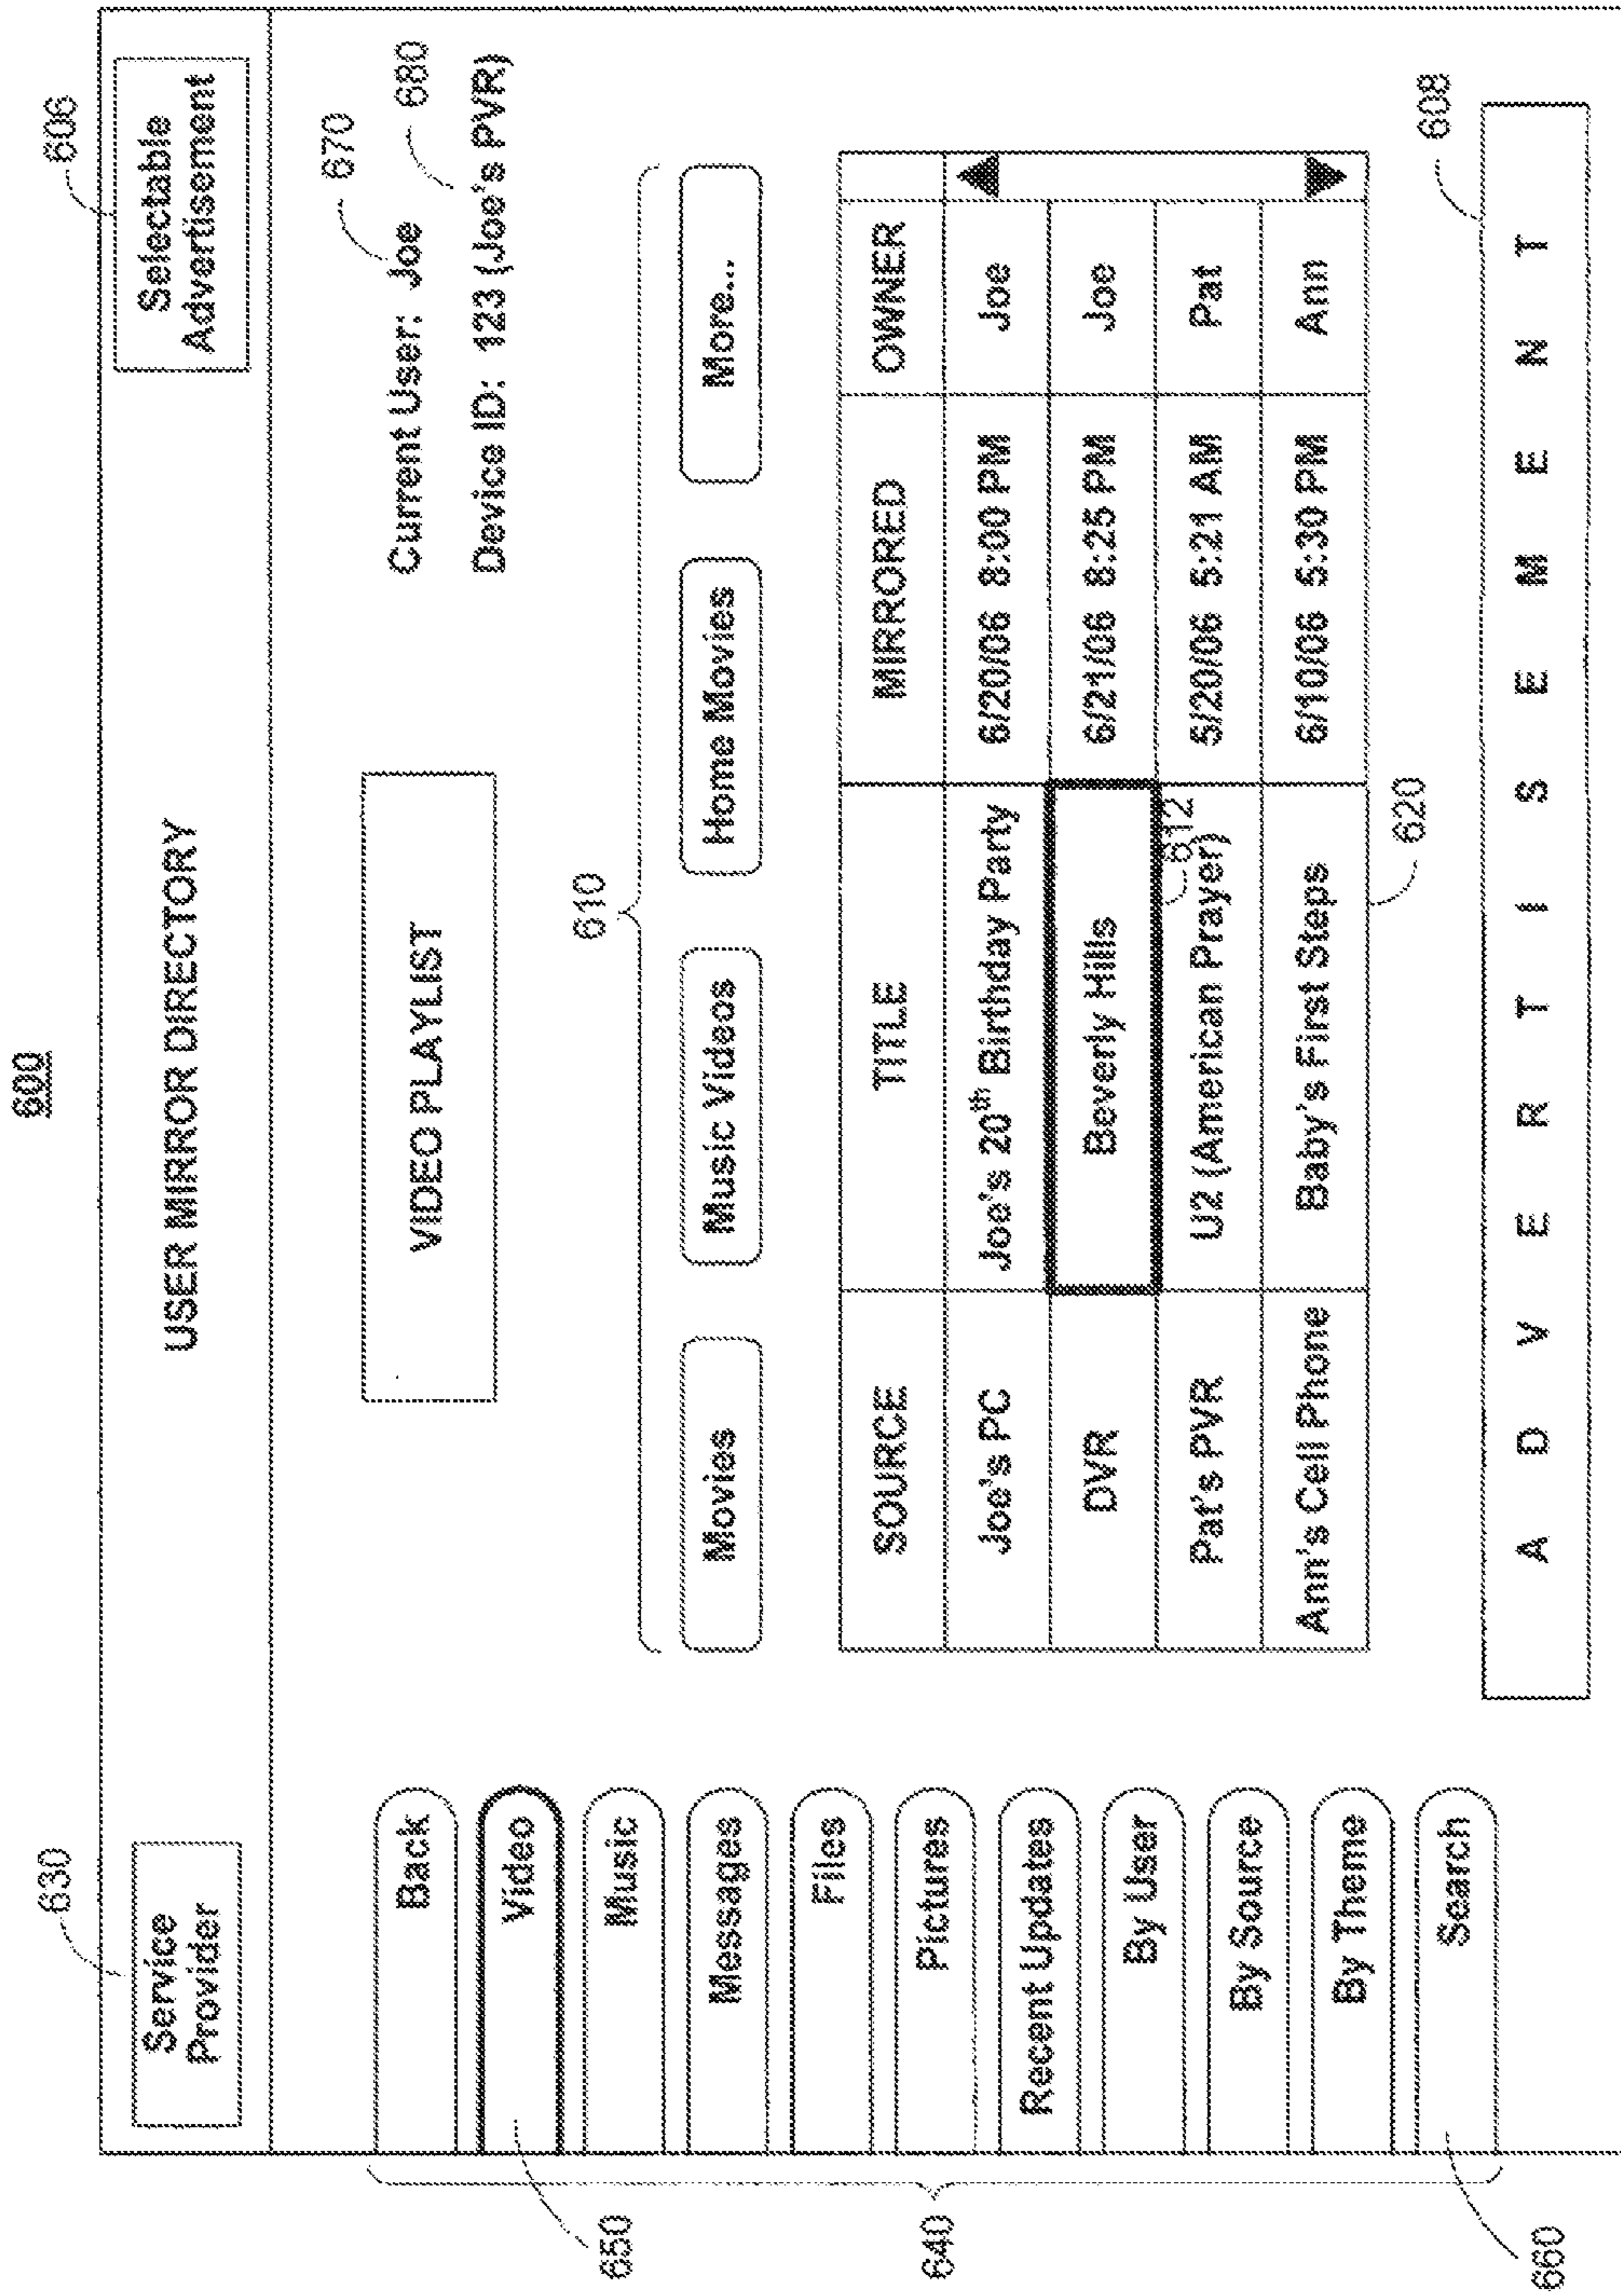 600
630
606
Service
Provider
USER MIRROR DIRECTORY
Selectable
Advertisement
670
Current User: Joe
680
Device ID: 123 (Joe's PVR)
VIDEO PLAYLIST
610
Movies
Music Videos
Home Movies
More...
Back
Video
Music
Messages
Files
Pictures
Recent Updates
By User
By Source
By Theme
Search
650
640
660
SOURCE TITLE MIRRORED OWNER
Joe's PC Joe's 20th Birthday Party 6/20/06 8:00 PM Joe
DVR Beverly Hills 6/21/06 8:25 PM Joe
612
Pat's PVR U2 (American Prayer) 5/20/06 5:21 AM Pat
Ann's Cell Phone Baby's First Steps 6/10/06 5:30 PM Ann
620
608
A D V E R T I S E M E N T